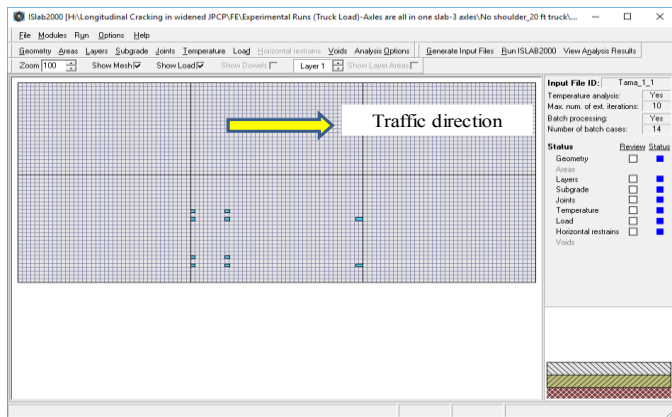 ISlab2000 [H:\Longitudinal Cracking in widened JPCP\FE\Experimental Runs (Truck Load)-Axles are all in one slab-3 axles\No shoulder_20 ft truck\...
File Modules Run Options Help
Geometry Areas Layers Subgrade Joints Temperature Load Horizontal restrains Voids Analysis Options Generate Input Files Run ISLAB2000 View Analysis Results
Zoom 100 Show Mesh Show Load Show Dowels Layer 1 Show Layer Areas
Traffic direction
Input File ID: Tama_1_1
Temperature analysis: Yes
Max. num. of ext. iterations: 10
Batch processing: Yes
Number of batch cases: 14
Status Review Status
Geometry
Areas
Layers
Subgrade
Joints
Temperature
Load
Horizontal restrains
Voids